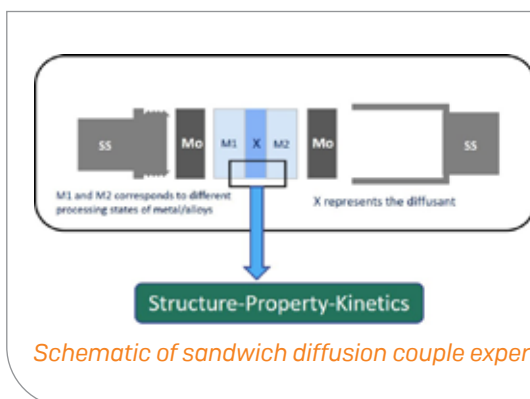 SS
Mo
M1
X
M2
Mo
SS
M1 and M2 corresponds to different
processing states of metal/alloys
X represents the diffusant
Structure-Property-Kinetics
Schematic of sandwich diffusion couple exper